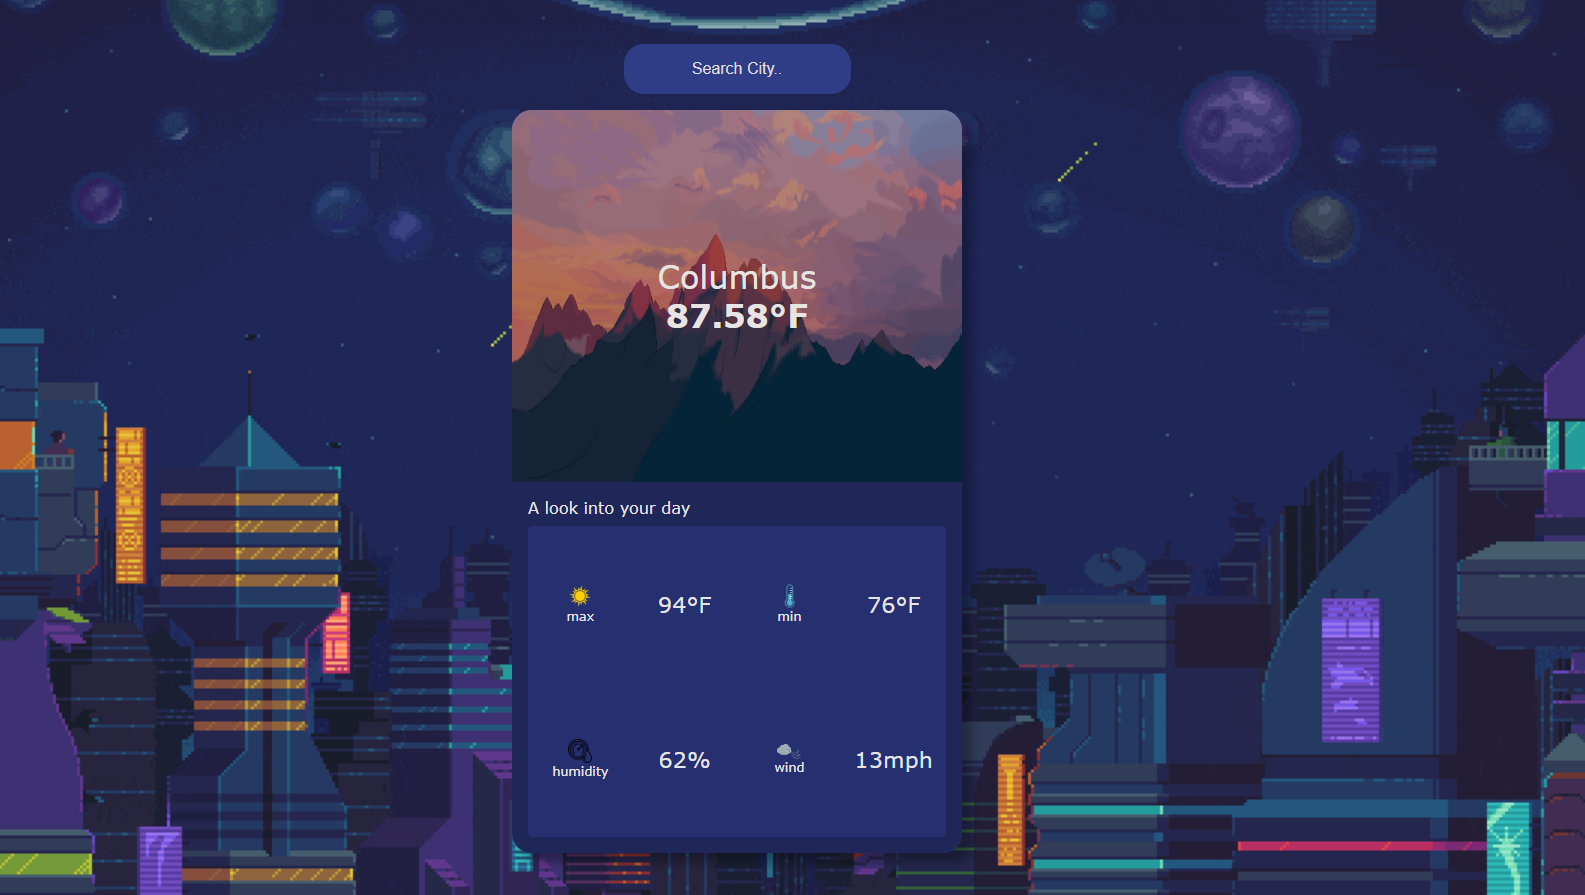 Search City..
Columbus
87.58°F
A look into your day
max
94°F
min
76°F
humidity
62%
wind
13mph